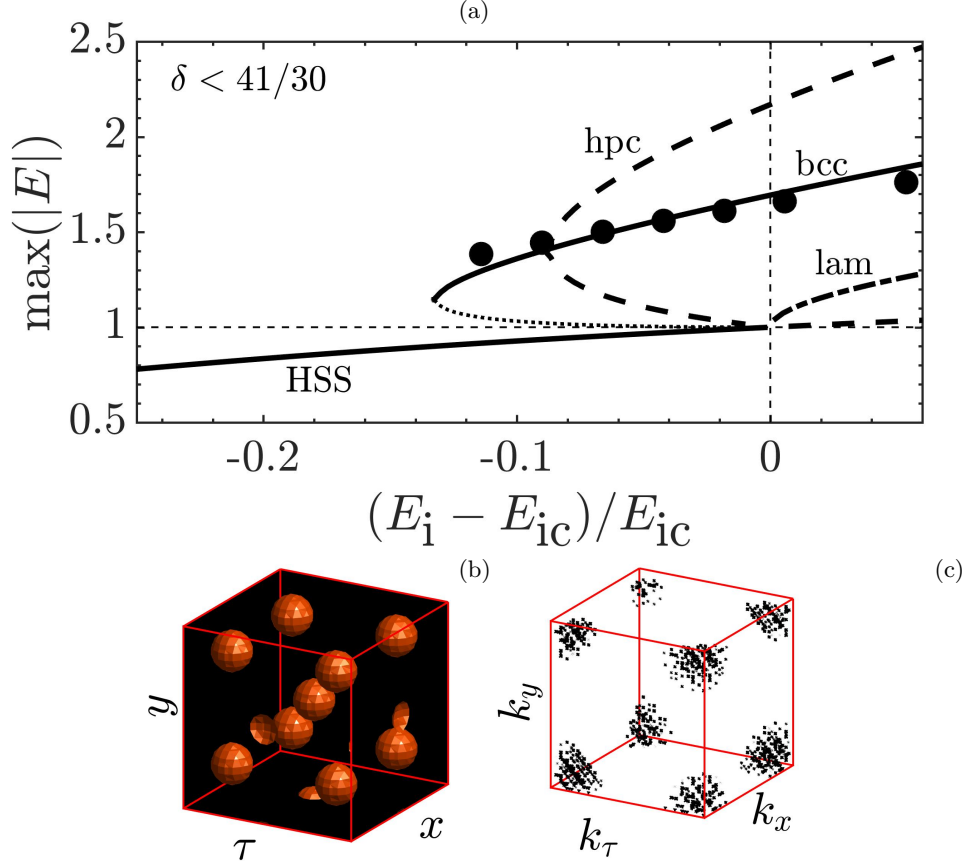 (a)
2.5
2
1.5
1
0.5
max(|E|)
δ < 41/30
hpc
bcc
lam
HSS
-0.2
-0.1
0
(E_i − E_ic)/E_ic
(b)
y
τ
x
(c)
k_y
k_τ
k_x